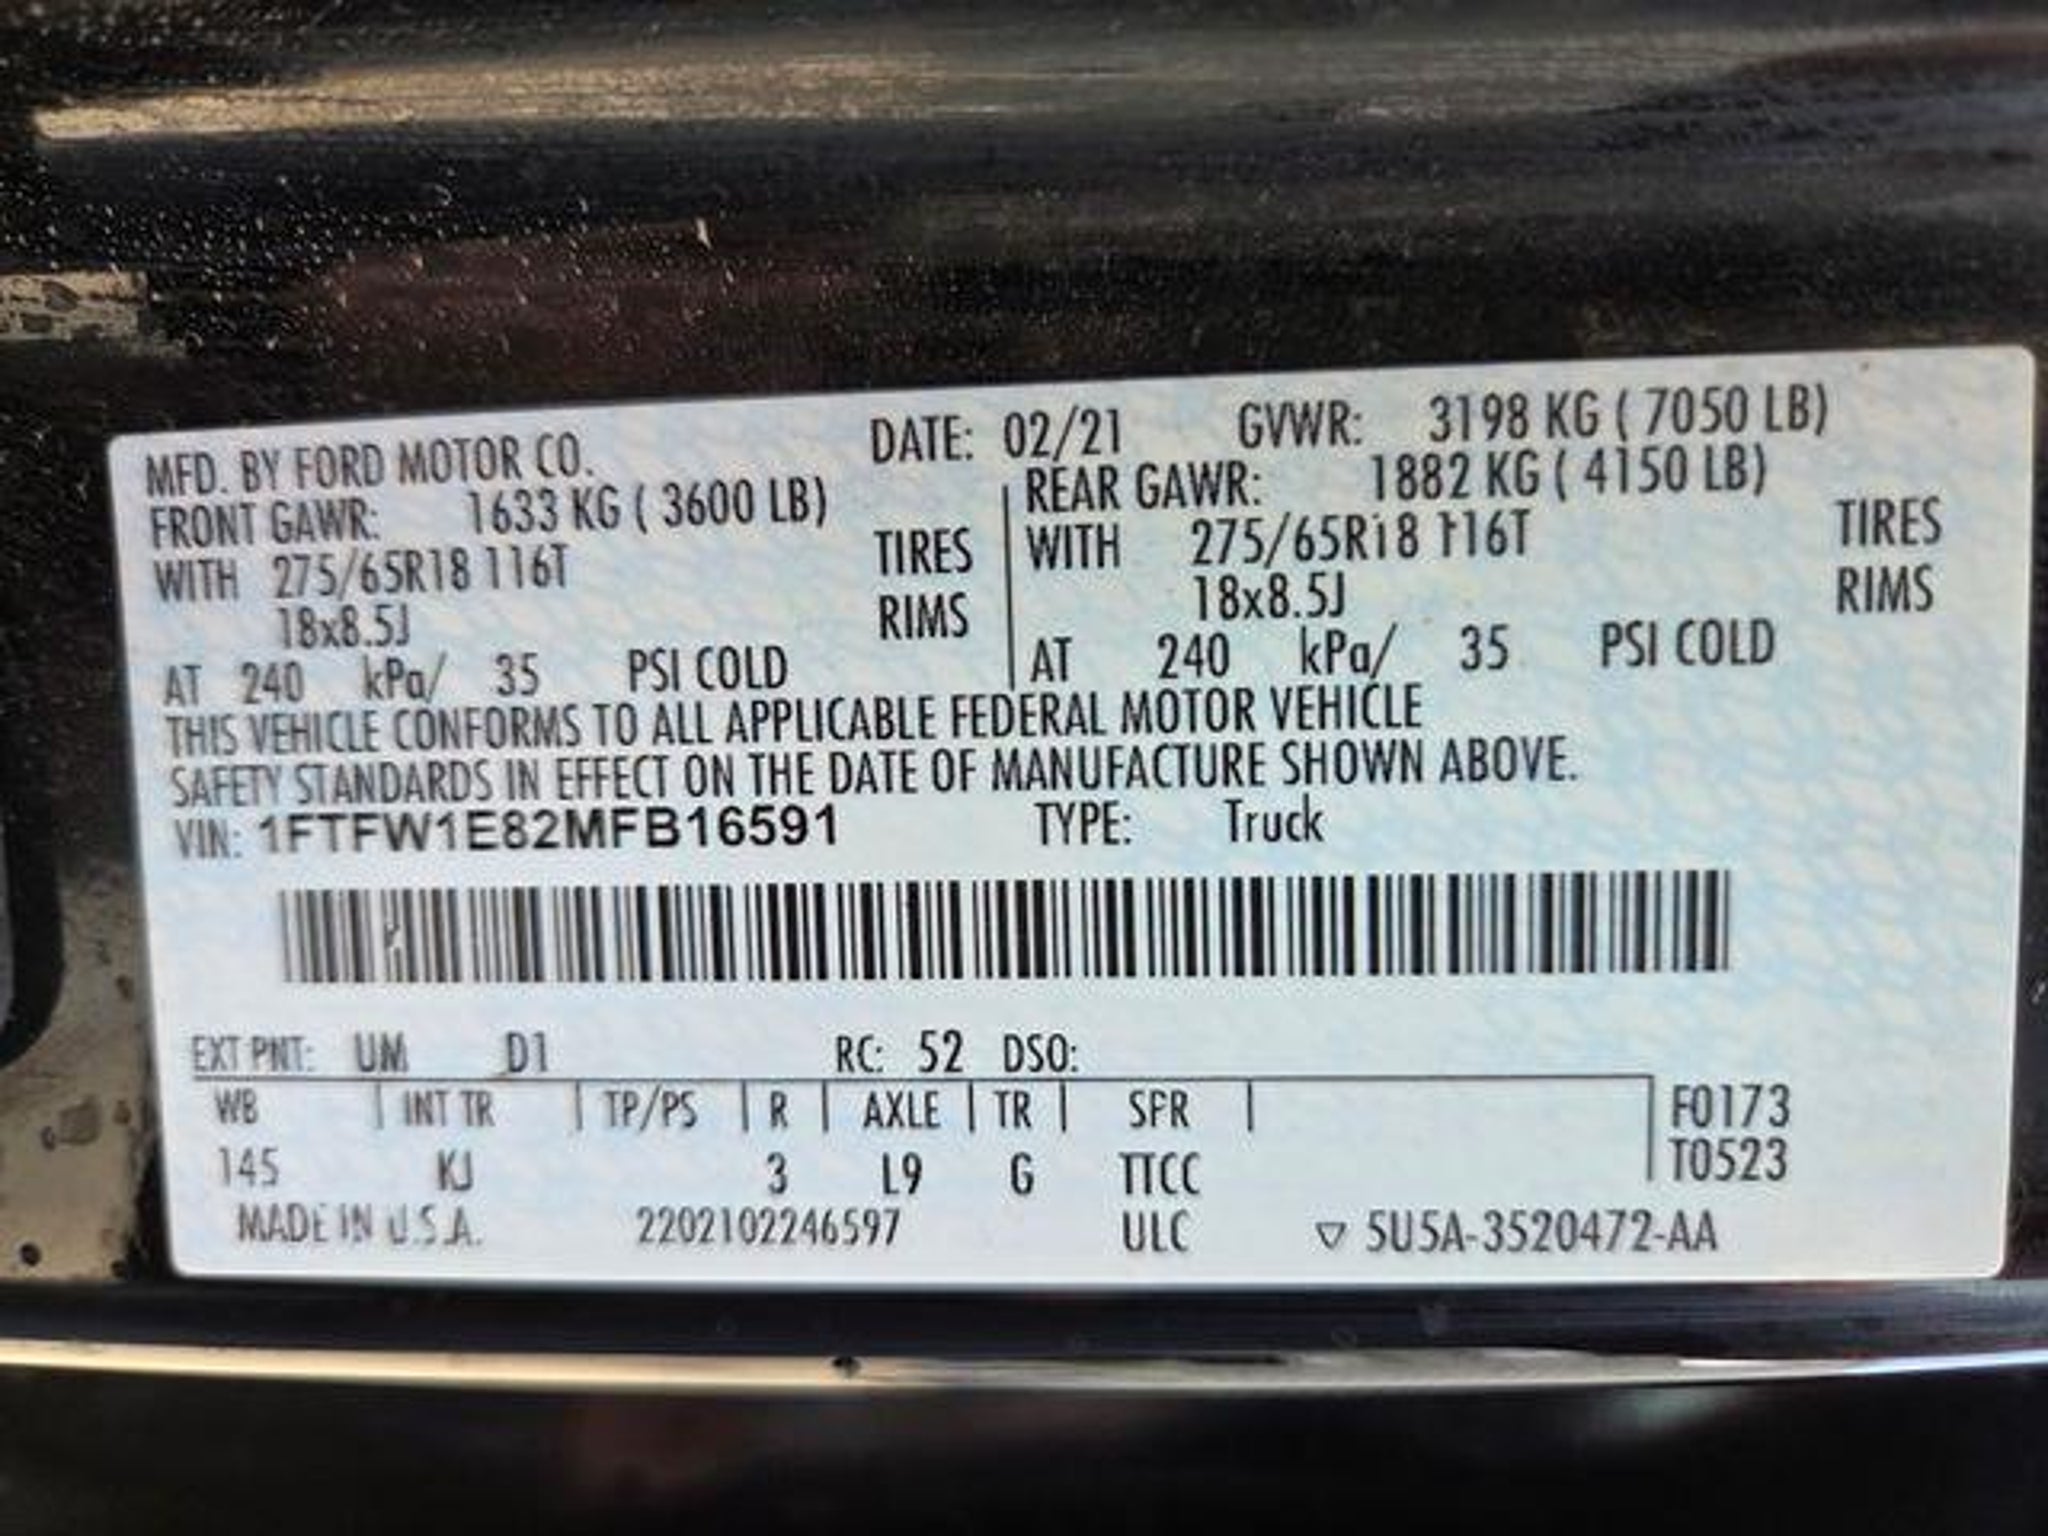 MFD. BY FORD MOTOR CO. DATE: 02/21 GVWR: 3198 KG ( 7050 LB)
FRONT GAWR: 1633 KG ( 3600 LB) REAR GAWR: 1882 KG ( 4150 LB)
WITH 275/65R18 116T TIRES WITH 275/65R18 116T TIRES
18x8.5J RIMS 18x8.5J RIMS
AT 240 kPa/ 35 PSI COLD AT 240 kPa/ 35 PSI COLD
THIS VEHICLE CONFORMS TO ALL APPLICABLE FEDERAL MOTOR VEHICLE
SAFETY STANDARDS IN EFFECT ON THE DATE OF MANUFACTURE SHOWN ABOVE.
VIN: 1FTFW1E82MFB16591 TYPE: Truck
EXT PNT: UM D1 RC: 52 DSO:
WB | INT TR | TP/PS | R | AXLE | TR | SPR | F0173
145 KJ 3 L9 G TTCC T0523
MADE IN U.S.A. 2202102246597 ULC ▽ 5U5A-3520472-AA